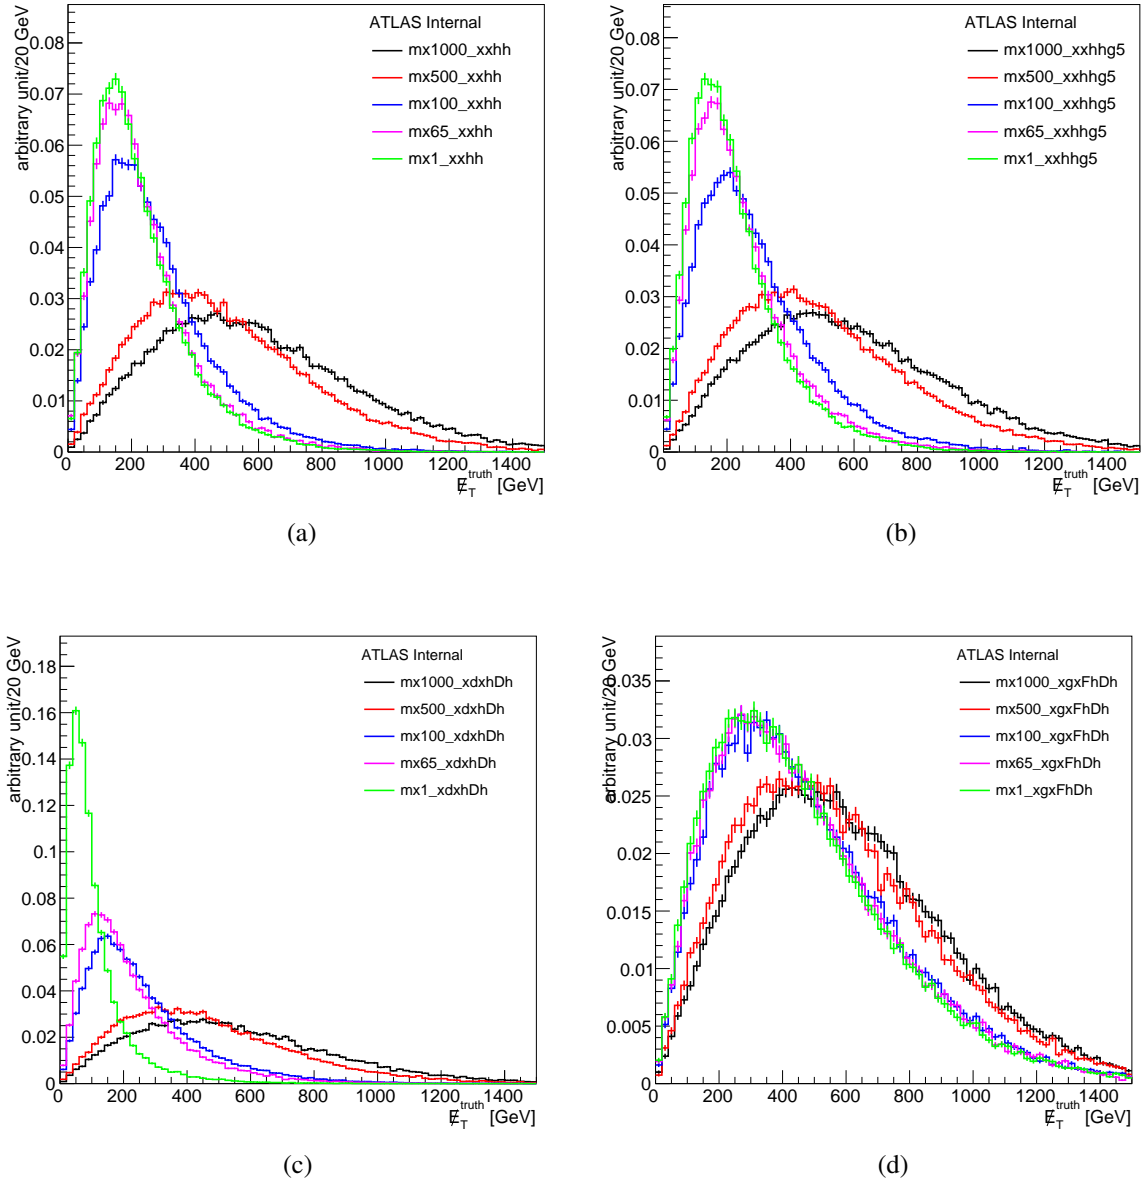 arbitrary unit/20 GeV
ATLAS Internal
mx1000_xxhh
mx500_xxhh
mx100_xxhh
mx65_xxhh
mx1_xxhh
0.08
0.07
0.06
0.05
0.04
0.03
0.02
0.01
0
0 200 400 600 800 1000 1200 1400
E̸_T^truth [GeV]
(a)
arbitrary unit/20 GeV
ATLAS Internal
mx1000_xxhhg5
mx500_xxhhg5
mx100_xxhhg5
mx65_xxhhg5
mx1_xxhhg5
0.08
0.07
0.06
0.05
0.04
0.03
0.02
0.01
0
0 200 400 600 800 1000 1200 1400
E̸_T^truth [GeV]
(b)
arbitrary unit/20 GeV
ATLAS Internal
mx1000_xdxhDh
mx500_xdxhDh
mx100_xdxhDh
mx65_xdxhDh
mx1_xdxhDh
0.18
0.16
0.14
0.12
0.1
0.08
0.06
0.04
0.02
0
0 200 400 600 800 1000 1200 1400
E̸_T^truth [GeV]
(c)
arbitrary unit/20 GeV
ATLAS Internal
mx1000_xgxFhDh
mx500_xgxFhDh
mx100_xgxFhDh
mx65_xgxFhDh
mx1_xgxFhDh
0.035
0.03
0.025
0.02
0.015
0.01
0.005
0
0 200 400 600 800 1000 1200 1400
E̸_T^truth [GeV]
(d)